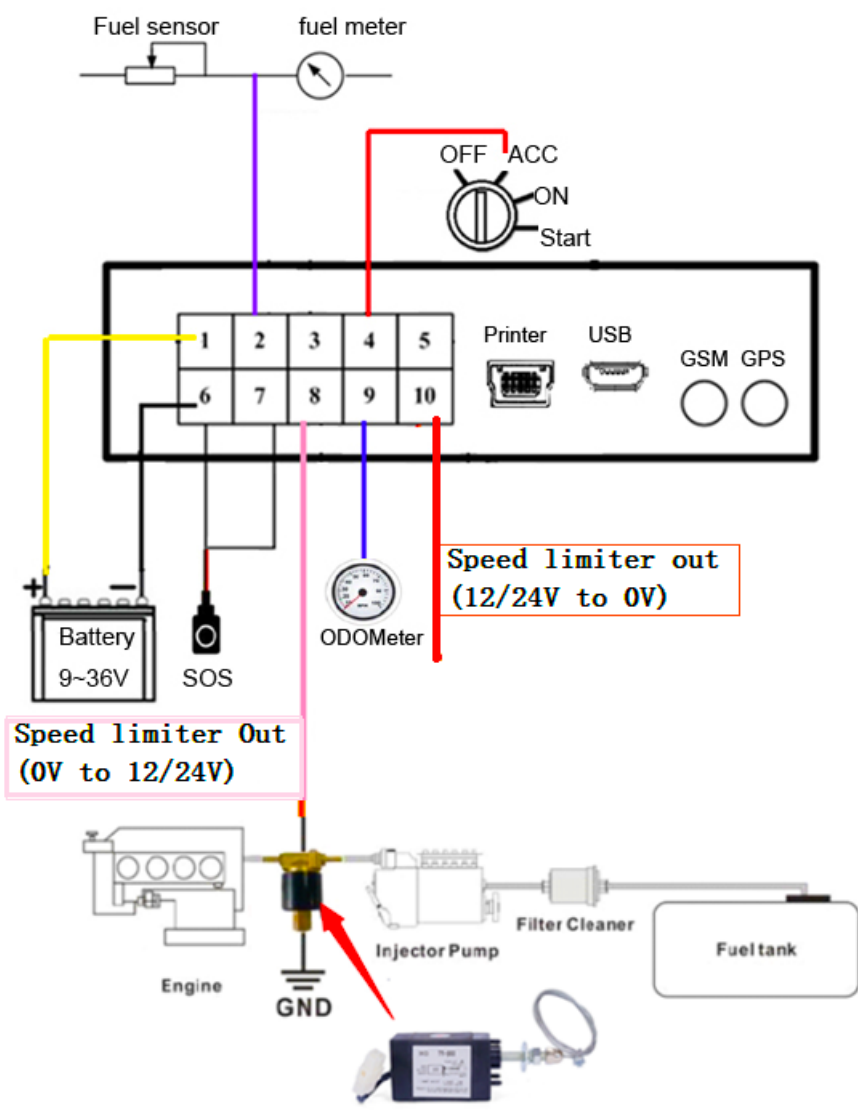 Fuel sensor
fuel meter
OFF
ACC
ON
Start
1
2
3
4
5
6
7
8
9
10
Printer
USB
GSM
GPS
+
−
Battery
9~36V
SOS
ODOMeter
Speed limiter out
(12/24V to 0V)
Speed limiter Out
(0V to 12/24V)
Engine
GND
Injector Pump
Filter Cleaner
Fuel tank